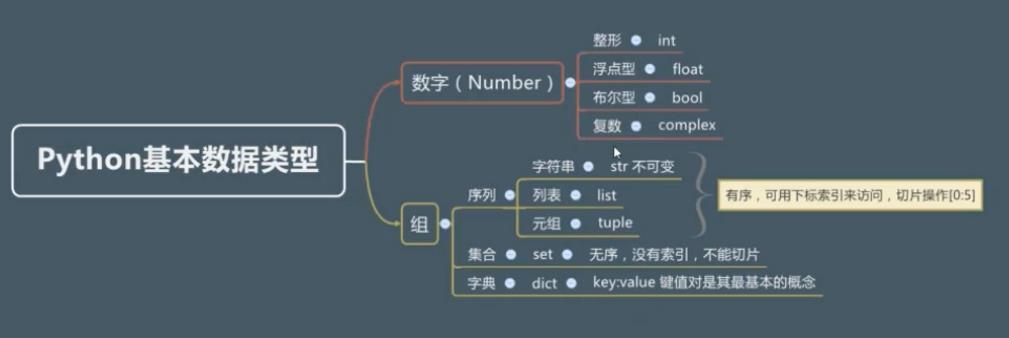 Python基本数据类型
数字（Number）
整形 int
浮点型 float
布尔型 bool
复数 complex
组
序列
字符串 str 不可变
列表 list
元组 tuple
有序，可用下标索引来访问，切片操作[0:5]
集合 set 无序，没有索引，不能切片
字典 dict key:value 键值对是其最基本的概念